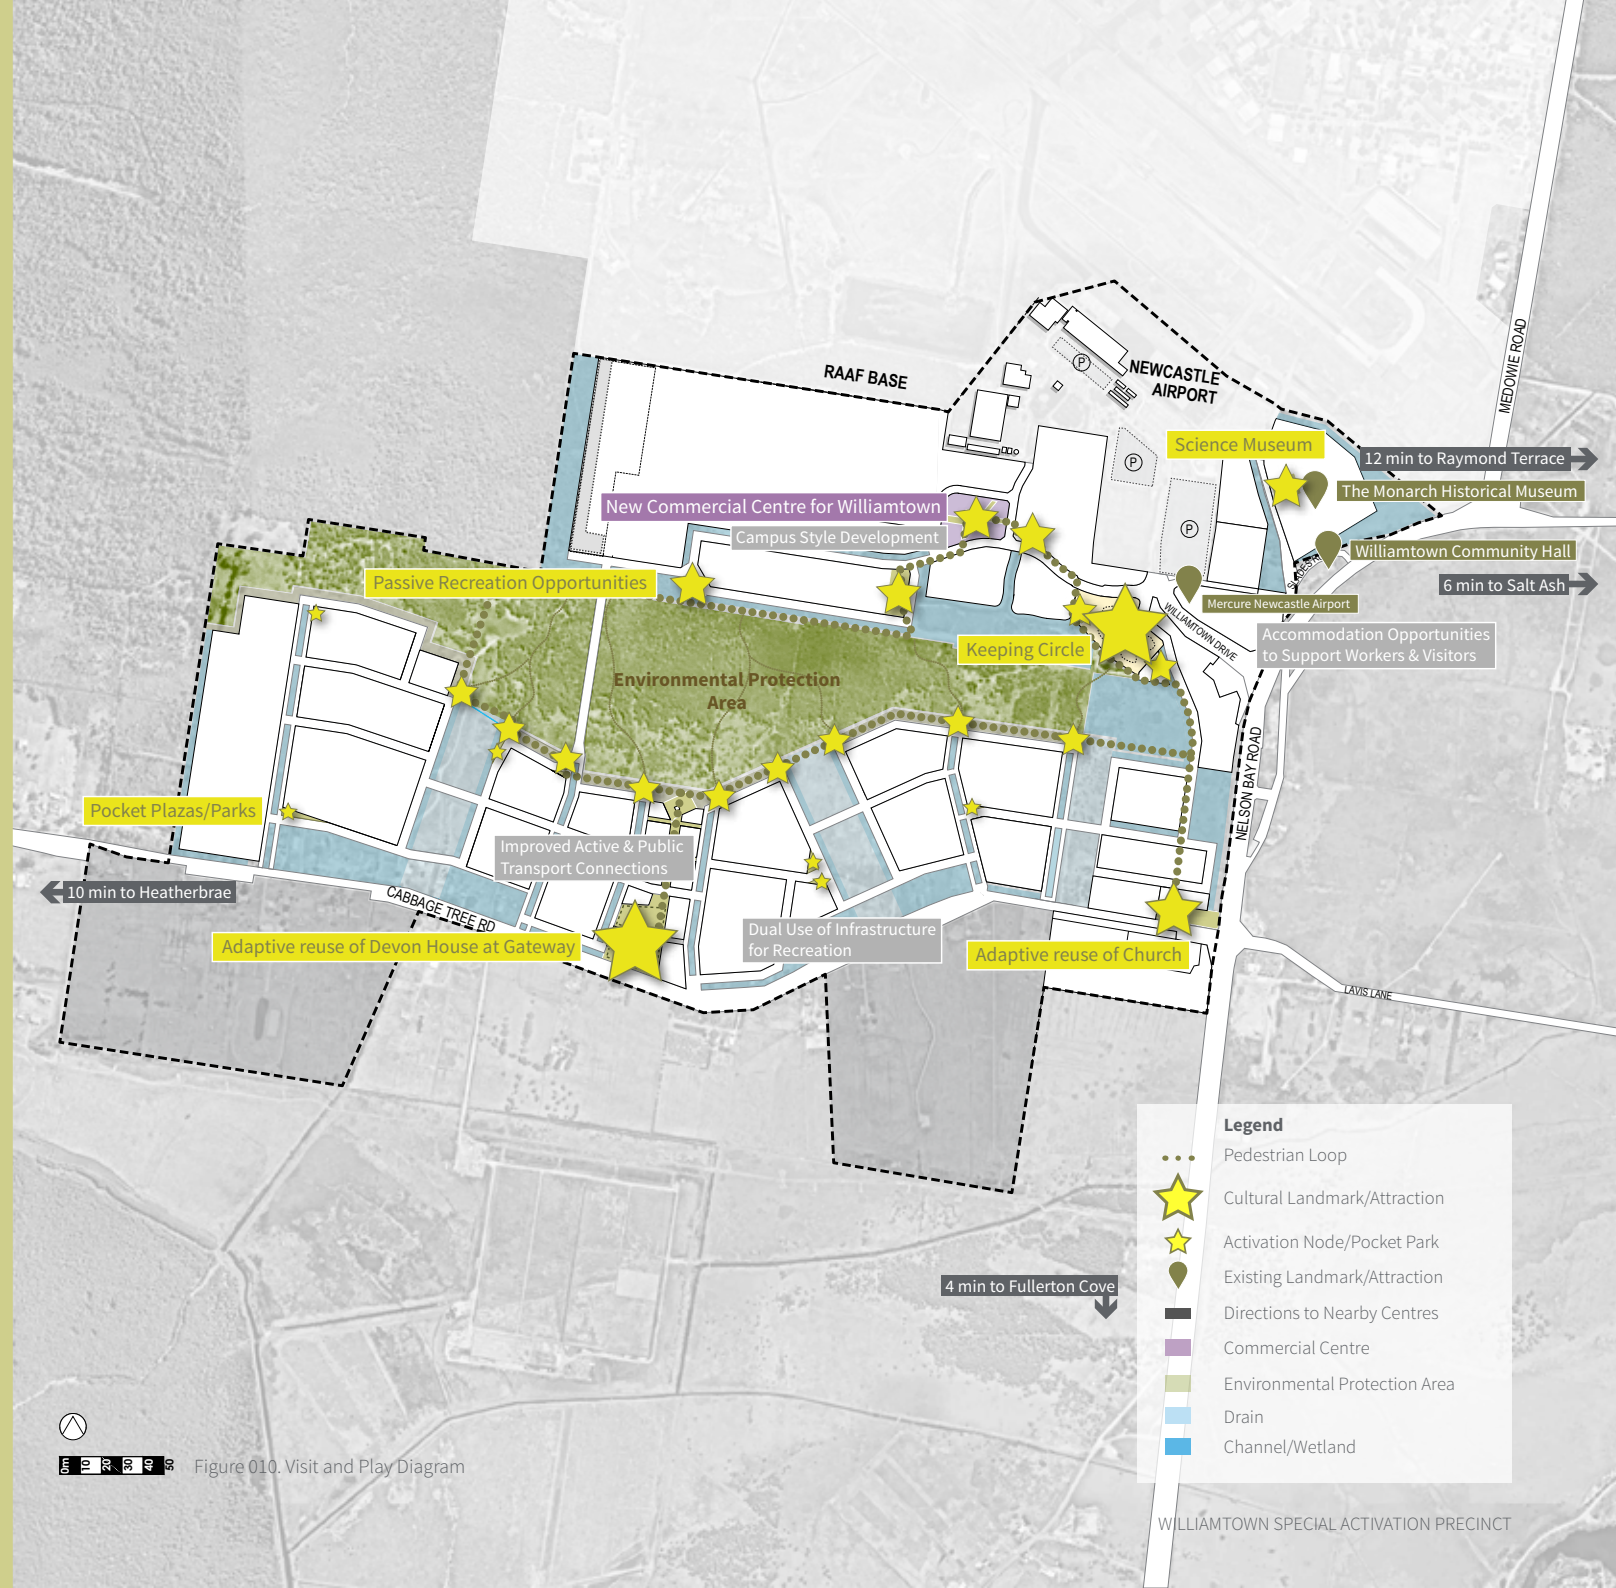 MEDOWIE ROAD
RAAF BASE
NEWCASTLE
AIRPORT
P
P
P
Science Museum
12 min to Raymond Terrace
The Monarch Historical Museum
New Commercial Centre for Williamtown
Campus Style Development
Williamtown Community Hall
6 min to Salt Ash
Passive Recreation Opportunities
Mercure Newcastle Airport
WILLIAMTOWN DRIVE
Keeping Circle
Accommodation Opportunities
to Support Workers & Visitors
Environmental Protection
Area
NELSON BAY ROAD
Pocket Plazas/Parks
Improved Active & Public
Transport Connections
10 min to Heatherbrae
CABBAGE TREE RD
Adaptive reuse of Devon House at Gateway
Dual Use of Infrastructure
for Recreation
Adaptive reuse of Church
LAVIS LANE
Legend
Pedestrian Loop
Cultural Landmark/Attraction
Activation Node/Pocket Park
Existing Landmark/Attraction
Directions to Nearby Centres
Commercial Centre
Environmental Protection Area
Drain
Channel/Wetland
4 min to Fullerton Cove
0m 10 20 30 40 50
Figure 010. Visit and Play Diagram
WILLIAMTOWN SPECIAL ACTIVATION PRECINCT